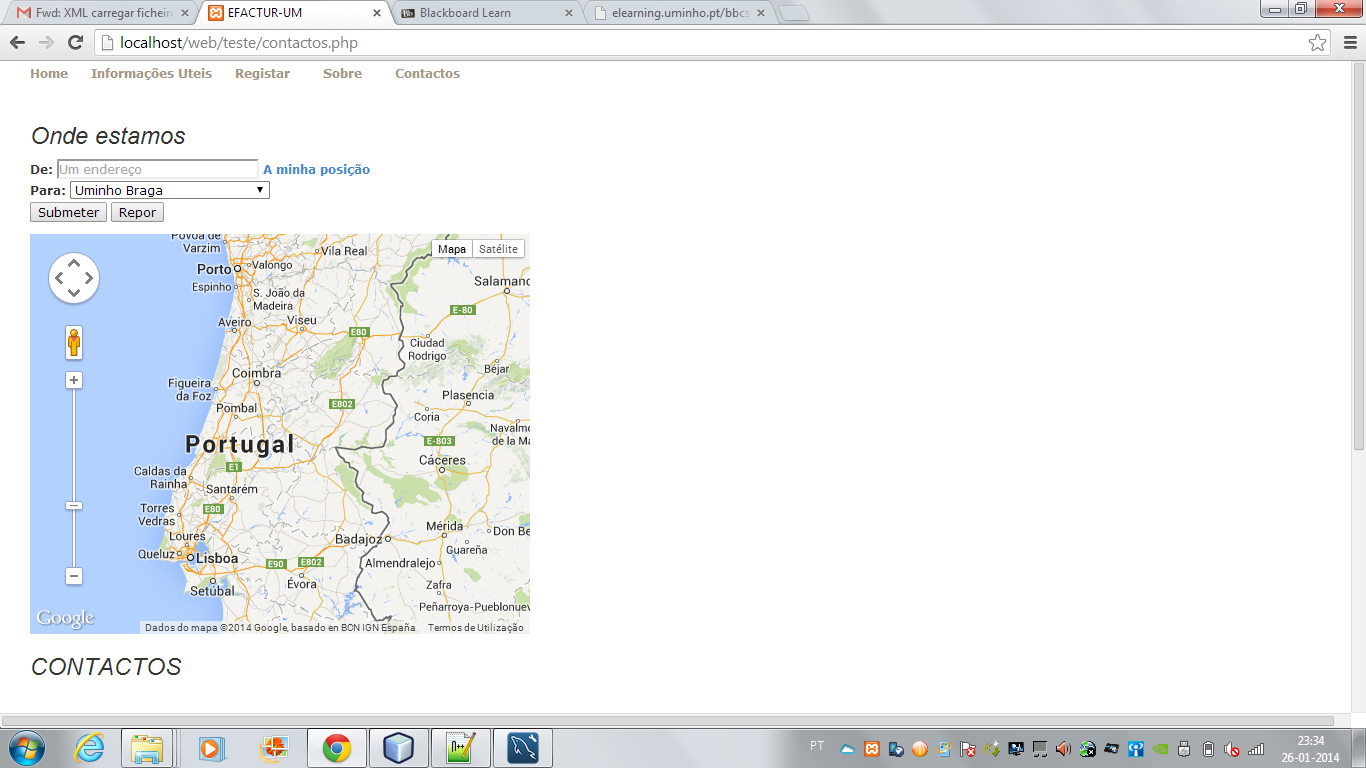 Fwd: XML carregar ficheiro
EFACTUR-UM
Blackboard Learn
elearning.uminho.pt/bbcs
localhost/web/teste/contactos.php
Home Informações Uteis Registar Sobre Contactos
Onde estamos
De: Um endereço A minha posição
Para: Uminho Braga
Submeter Repor
Mapa Satélite
Póvoa de
Varzim
Vila Real
Porto
Valongo
Espinho
S. João da
Madeira
Salamanc
E-80
Aveiro
Viseu
E80
Ciudad
Rodrigo
Béjar
Coimbra
Figueira
da Foz
Plasencia
E802
Pombal
Coria
Navalmo
de la Ma
Portugal
E-803
Cáceres
E1
Caldas da
Rainha
Santarém
E80
Torres
Vedras
Mérida
Don Be
Loures
Badajoz
Guareña
Queluz
Lisboa
E90
E802
Almendralejo
Évora
Setúbal
Zafra
Peñarroya-Pueblonuev
Google
Dados do mapa ©2014 Google, basado en BCN IGN España Termos de Utilização
CONTACTOS
PT
23:34
26-01-2014